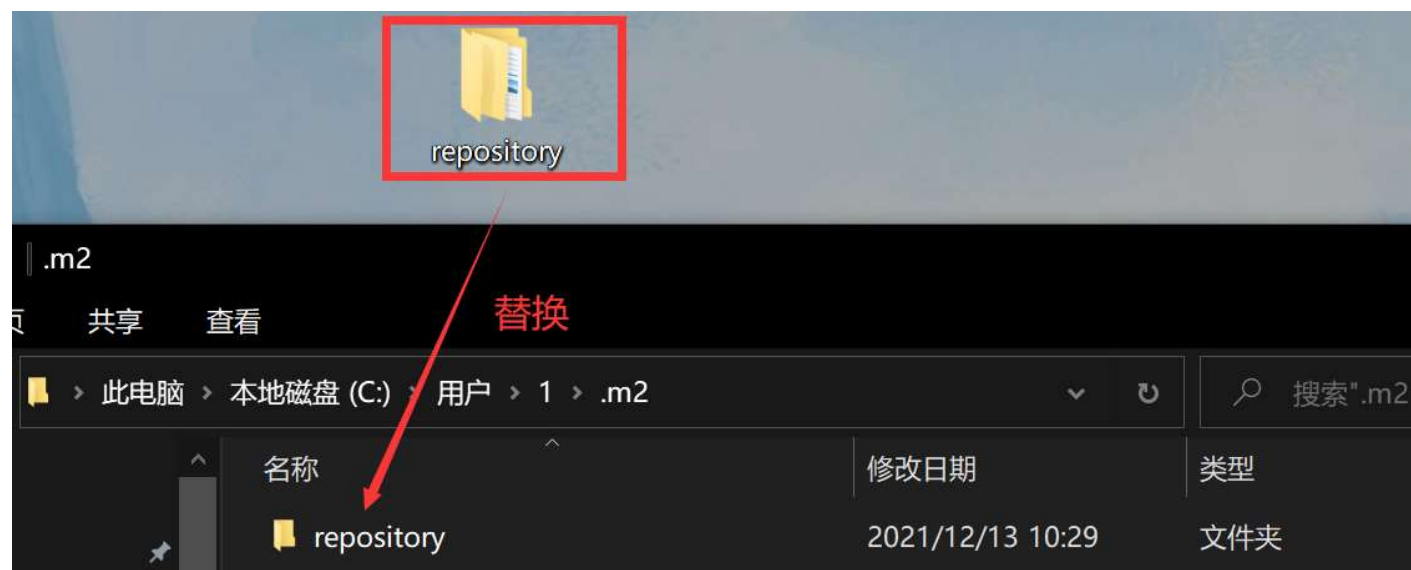 repository
.m2
共享 查看
替换
此电脑 › 本地磁盘 (C:) › 用户 › 1 › .m2 搜索".m2
名称 修改日期 类型
repository 2021/12/13 10:29 文件夹